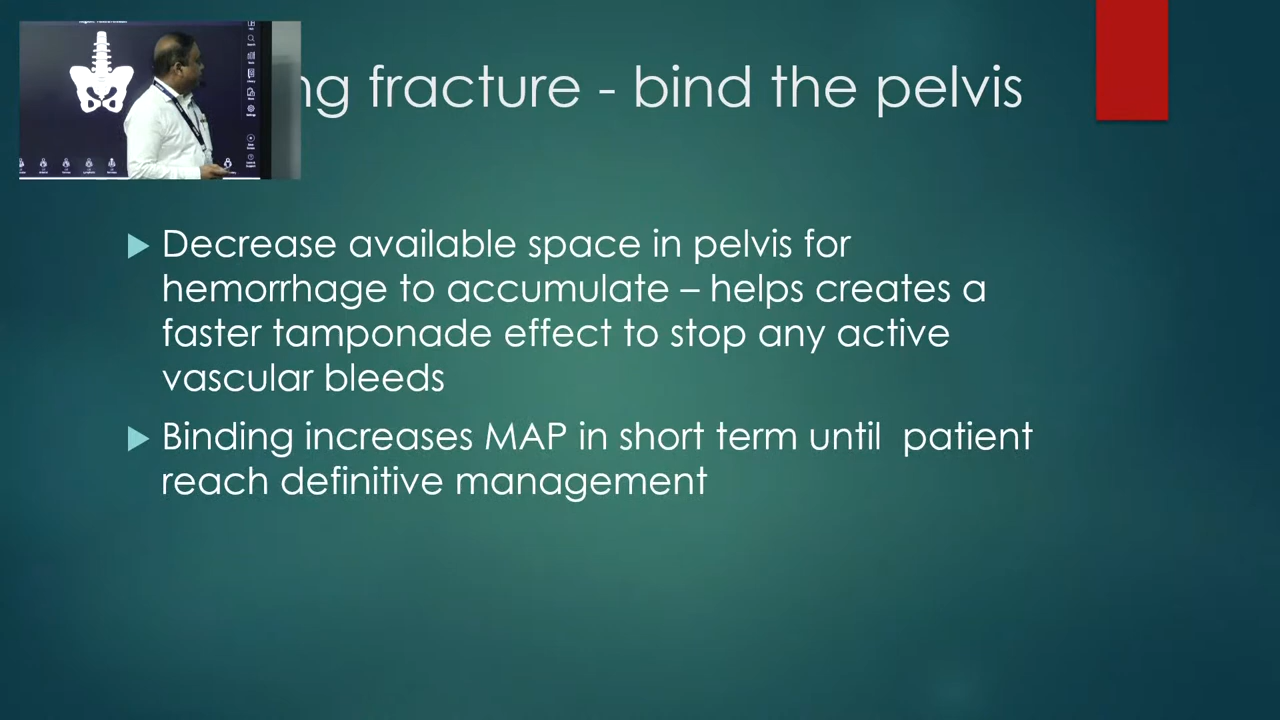 fracture - bind the pelvis
Decrease available space in pelvis for
hemorrhage to accumulate – helps creates a
faster tamponade effect to stop any active
vascular bleeds
Binding increases MAP in short term until patient
reach definitive management